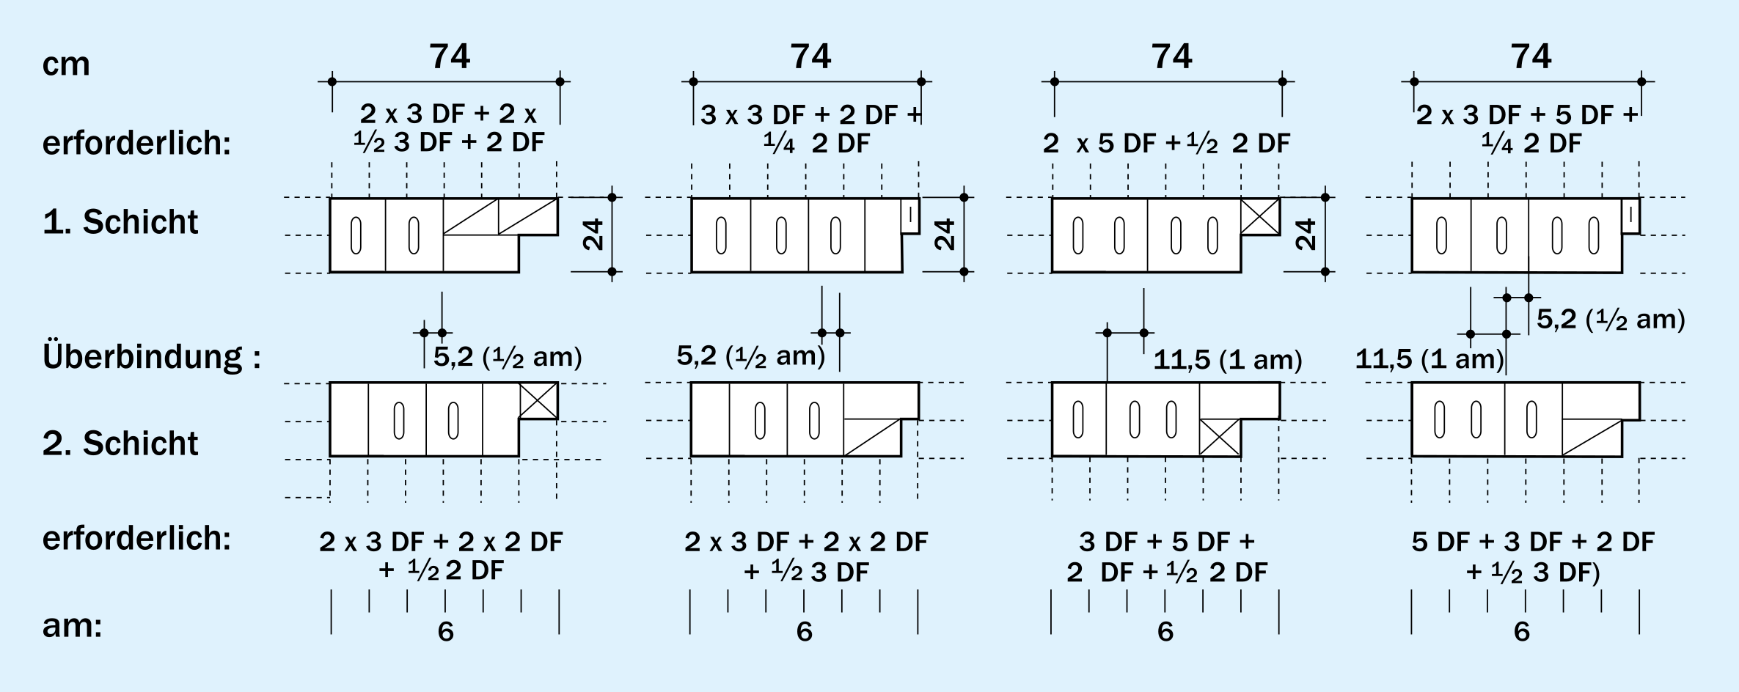 cm 74 74 74 74
2 x 3 DF + 2 x 3 x 3 DF + 2 DF + 2 x 3 DF + 5 DF +
erforderlich: ½ 3 DF + 2 DF ¼ 2 DF 2 x 5 DF + ½ 2 DF ¼ 2 DF
1. Schicht 24 24 24
5,2 (½ am)
Überbindung : 5,2 (½ am) 5,2 (½ am) 11,5 (1 am) 11,5 (1 am)
2. Schicht
erforderlich: 2 x 3 DF + 2 x 2 DF 2 x 3 DF + 2 x 2 DF 3 DF + 5 DF + 5 DF + 3 DF + 2 DF
+ ½ 2 DF + ½ 3 DF 2 DF + ½ 2 DF + ½ 3 DF)
am: 6 6 6 6